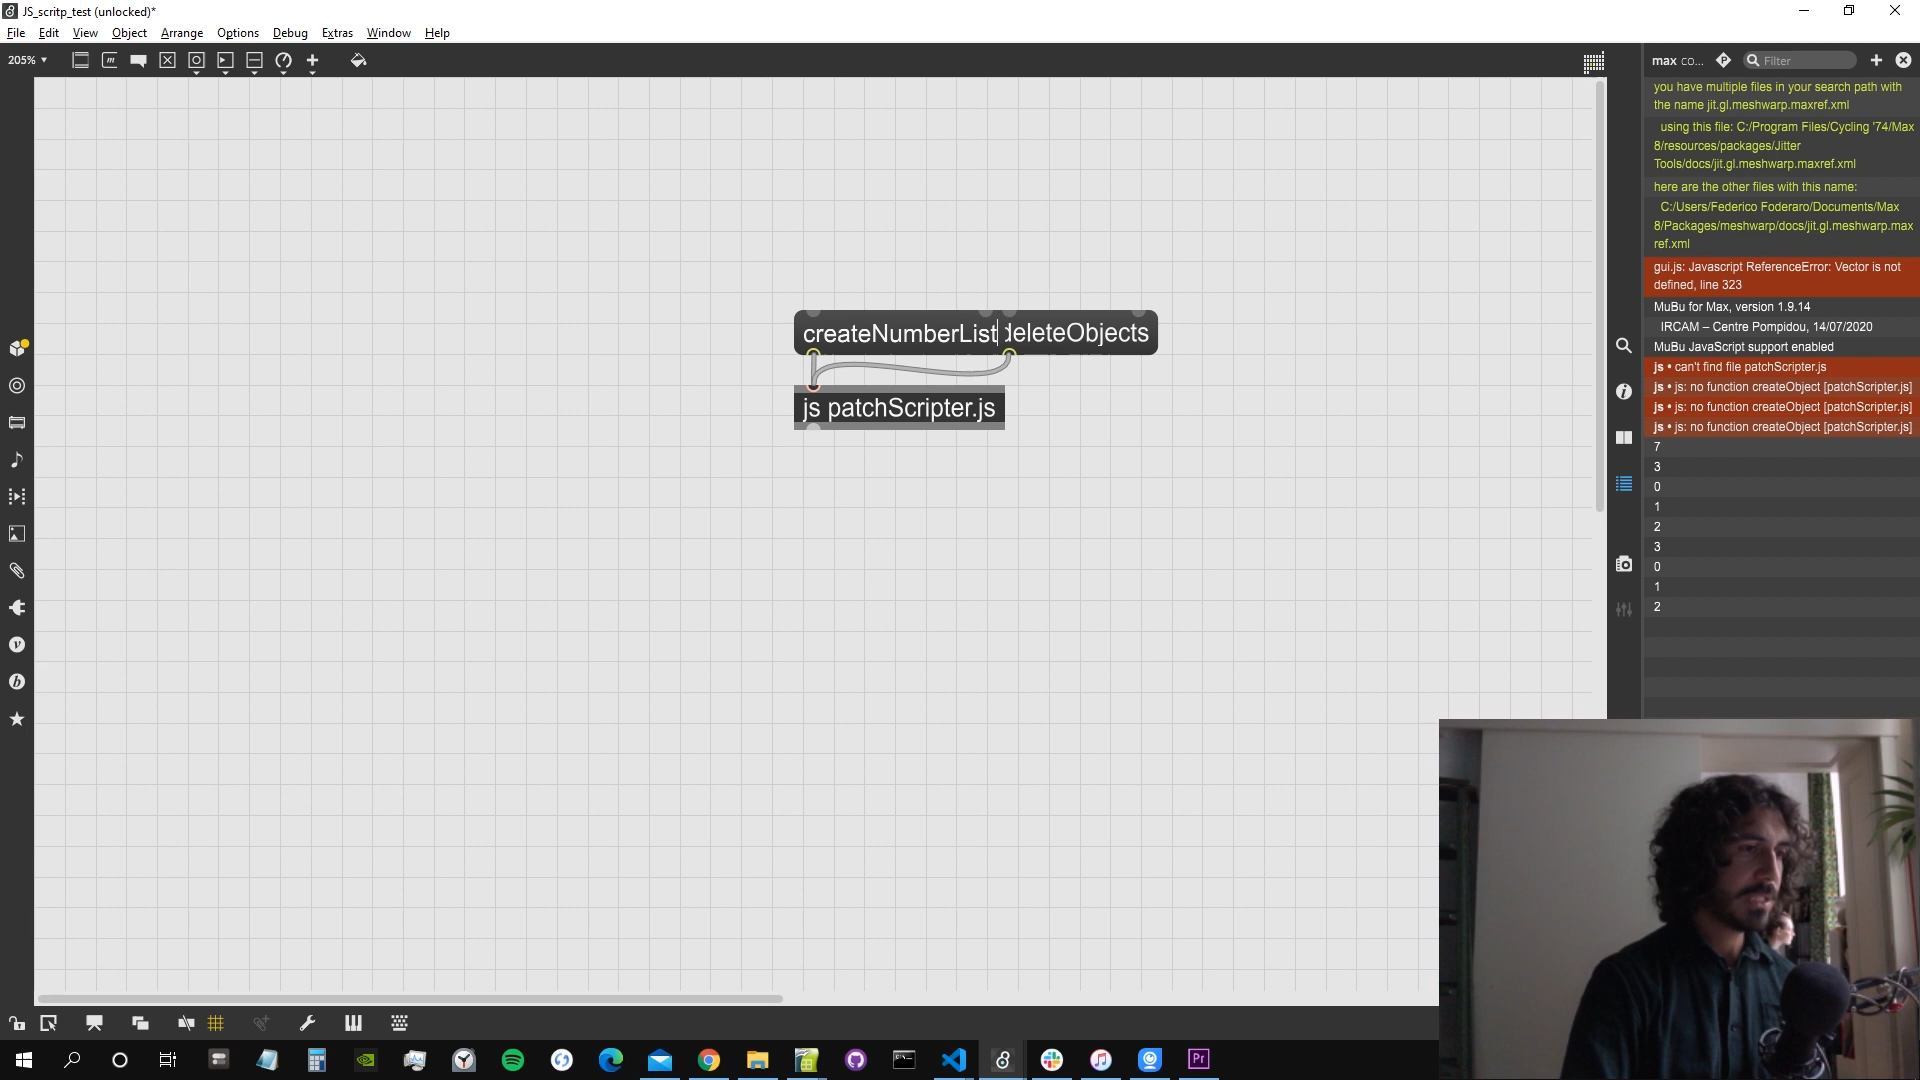 JS_scritp_test (unlocked)*
File Edit View Object Arrange Options Debug Extras Window Help
205%
max co... Filter
you have multiple files in your search path with
the name jit.gl.meshwarp.maxref.xml
using this file: C:/Program Files/Cycling '74/Max
8/resources/packages/Jitter
Tools/docs/jit.gl.meshwarp.maxref.xml
here are the other files with this name:
C:/Users/Federico Foderaro/Documents/Max
8/Packages/meshwarp/docs/jit.gl.meshwarp.max
ref.xml
gui.js: Javascript ReferenceError: Vector is not
defined, line 323
MuBu for Max, version 1.9.14
IRCAM – Centre Pompidou, 14/07/2020
MuBu JavaScript support enabled
js • can't find file patchScripter.js
js • js: no function createObject [patchScripter.js]
js • js: no function createObject [patchScripter.js]
js • js: no function createObject [patchScripter.js]
7
3
0
1
2
3
0
1
2
createNumberList deleteObjects
js patchScripter.js
Pr